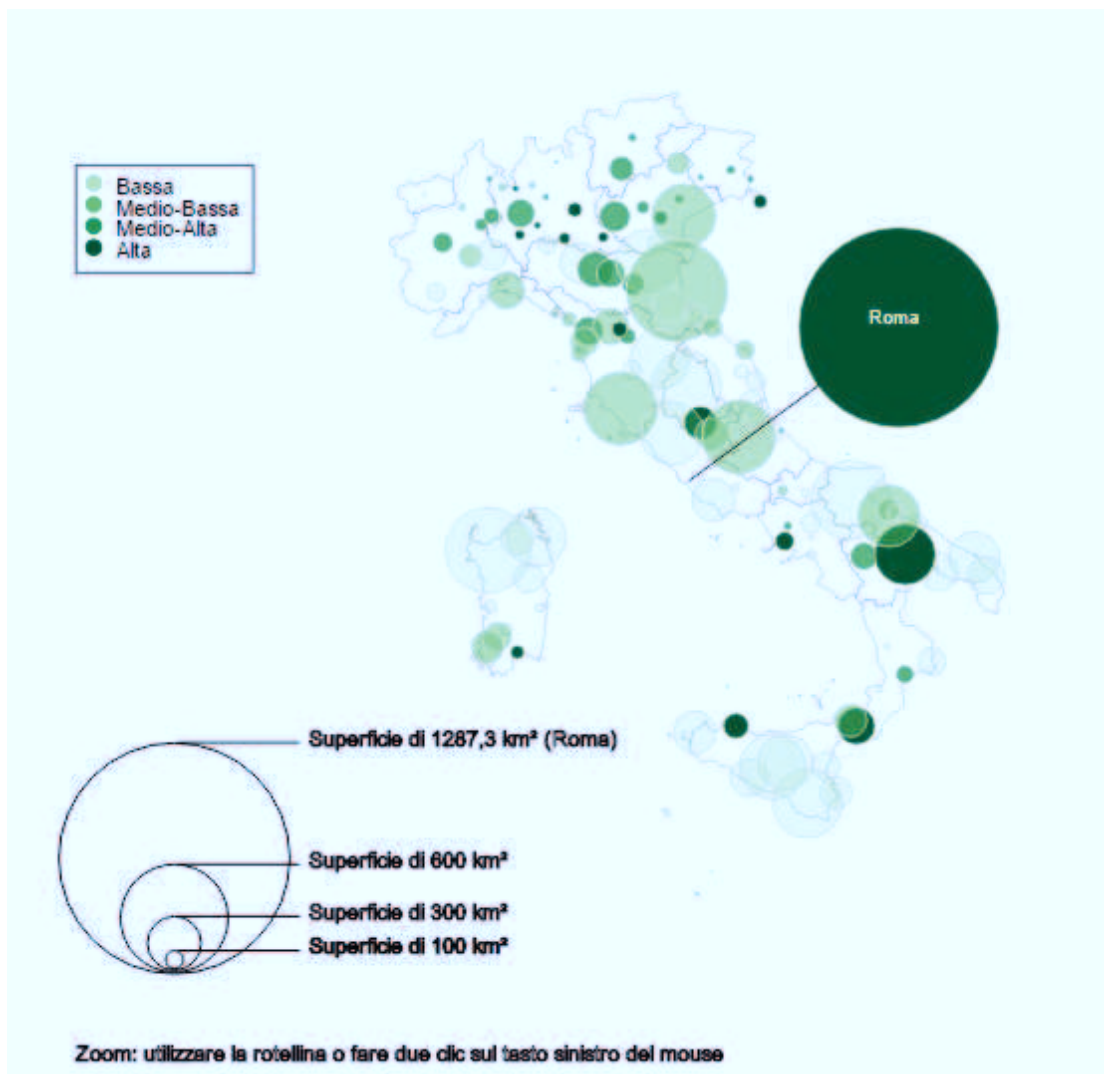 Bassa
Medio-Bassa
Medio-Alta
Alta
Roma
Superficie di 1287,3 km² (Roma)
Superficie di 600 km²
Superficie di 300 km²
Superficie di 100 km²
Zoom: utilizzare la rotellina o fare due clic sul tasto sinistro del mouse